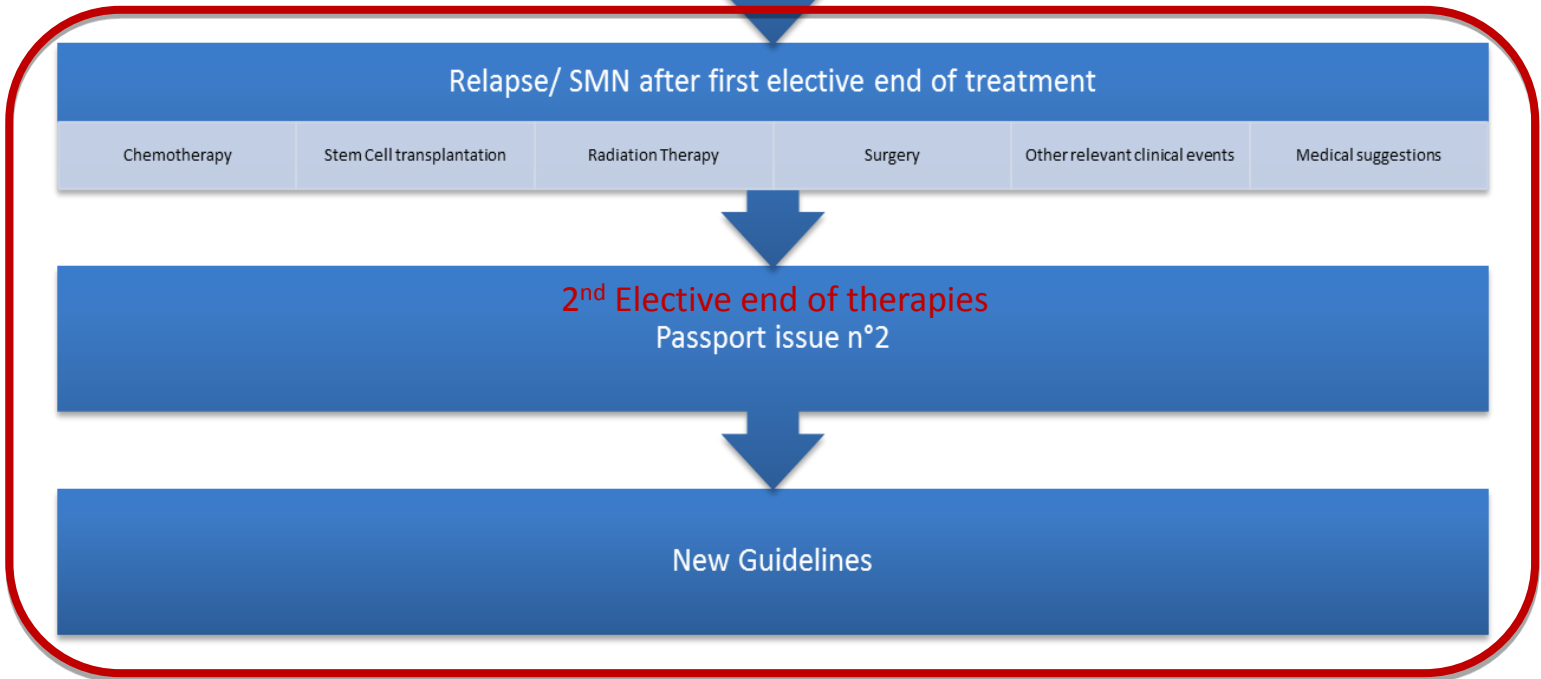 Relapse/ SMN after first elective end of treatment
Chemotherapy
Stem Cell transplantation
Radiation Therapy
Surgery
Other relevant clinical events
Medical suggestions
2nd Elective end of therapies
Passport issue n°2
New Guidelines